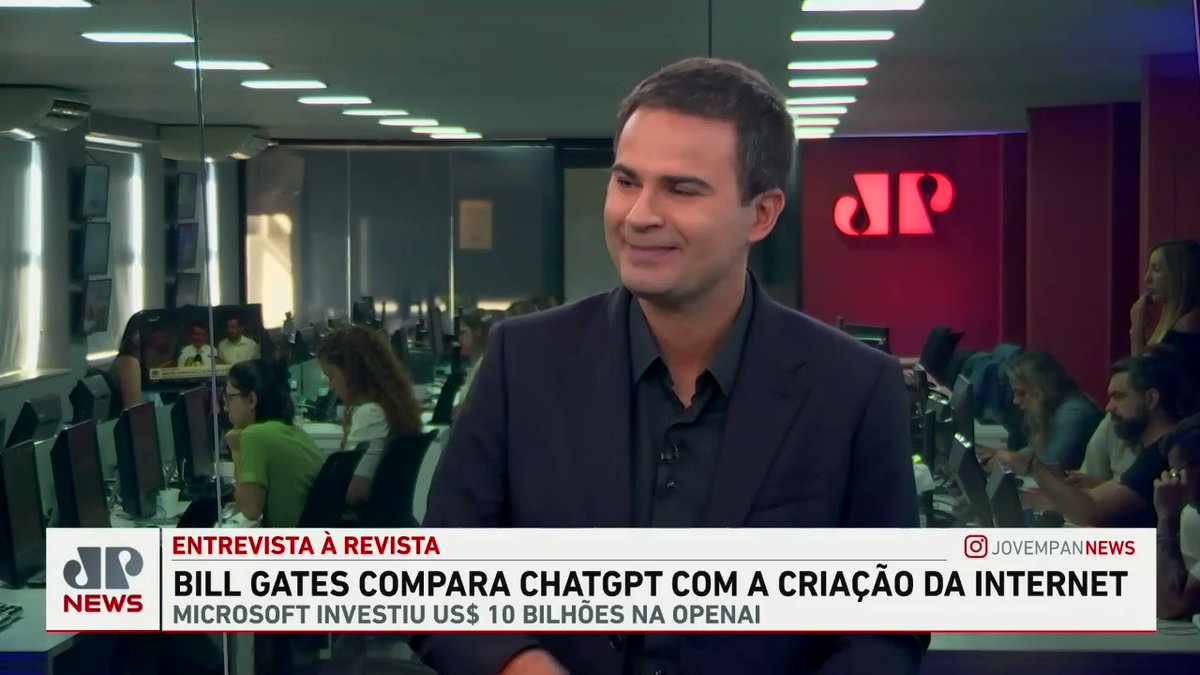 JP
ENTREVISTA À REVISTA
JOVEMPANNEWS
BILL GATES COMPARA CHATGPT COM A CRIAÇÃO DA INTERNET
MICROSOFT INVESTIU US$ 10 BILHÕES NA OPENAI
JP
NEWS